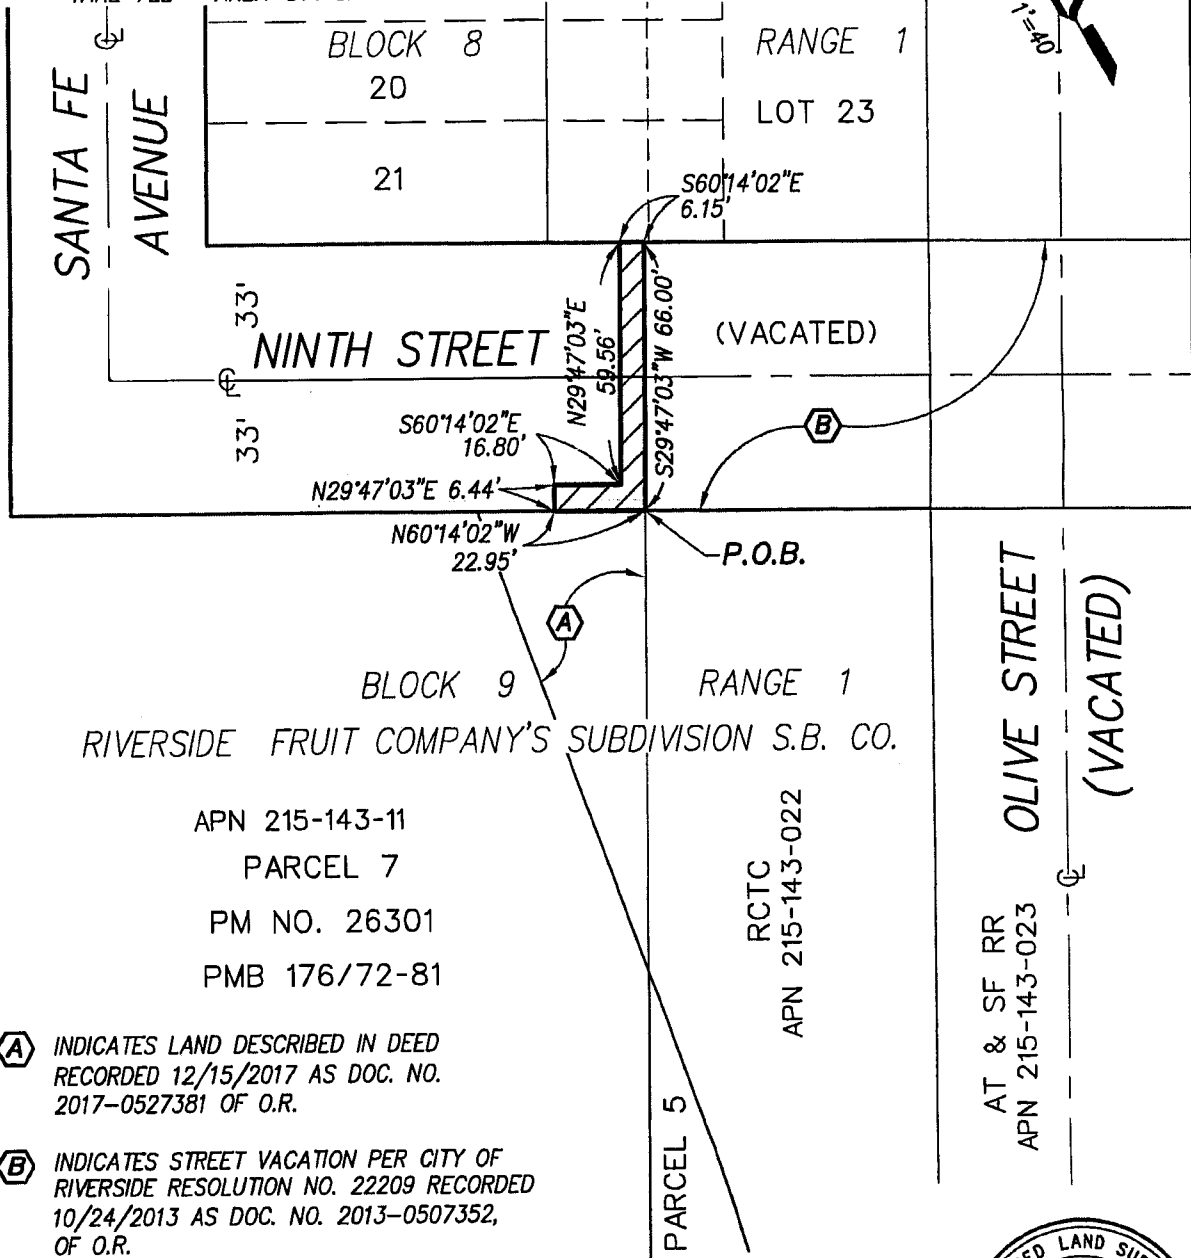 BLOCK 8
RANGE 1
1"=40'
20
LOT 23
21
SANTA FE
AVENUE
S60°14'02"E
6.15'
33'
NINTH STREET
(VACATED)
N29°47'03"E
59.56'
S29°47'03"W 66.00'
33'
S60°14'02"E
16.80'
B
N29°47'03"E 6.44'
N60°14'02"W
22.95'
P.O.B.
A
BLOCK 9
RANGE 1
RIVERSIDE FRUIT COMPANY'S SUBDIVISION S.B. CO.
OLIVE STREET
(VACATED)
APN 215-143-11
PARCEL 7
PM NO. 26301
PMB 176/72-81
RCTC
APN 215-143-022
AT & SF RR
APN 215-143-023
PARCEL 5
A INDICATES LAND DESCRIBED IN DEED
RECORDED 12/15/2017 AS DOC. NO.
2017-0527381 OF O.R.
B INDICATES STREET VACATION PER CITY OF
RIVERSIDE RESOLUTION NO. 22209 RECORDED
10/24/2013 AS DOC. NO. 2013-0507352,
OF O.R.
LAND